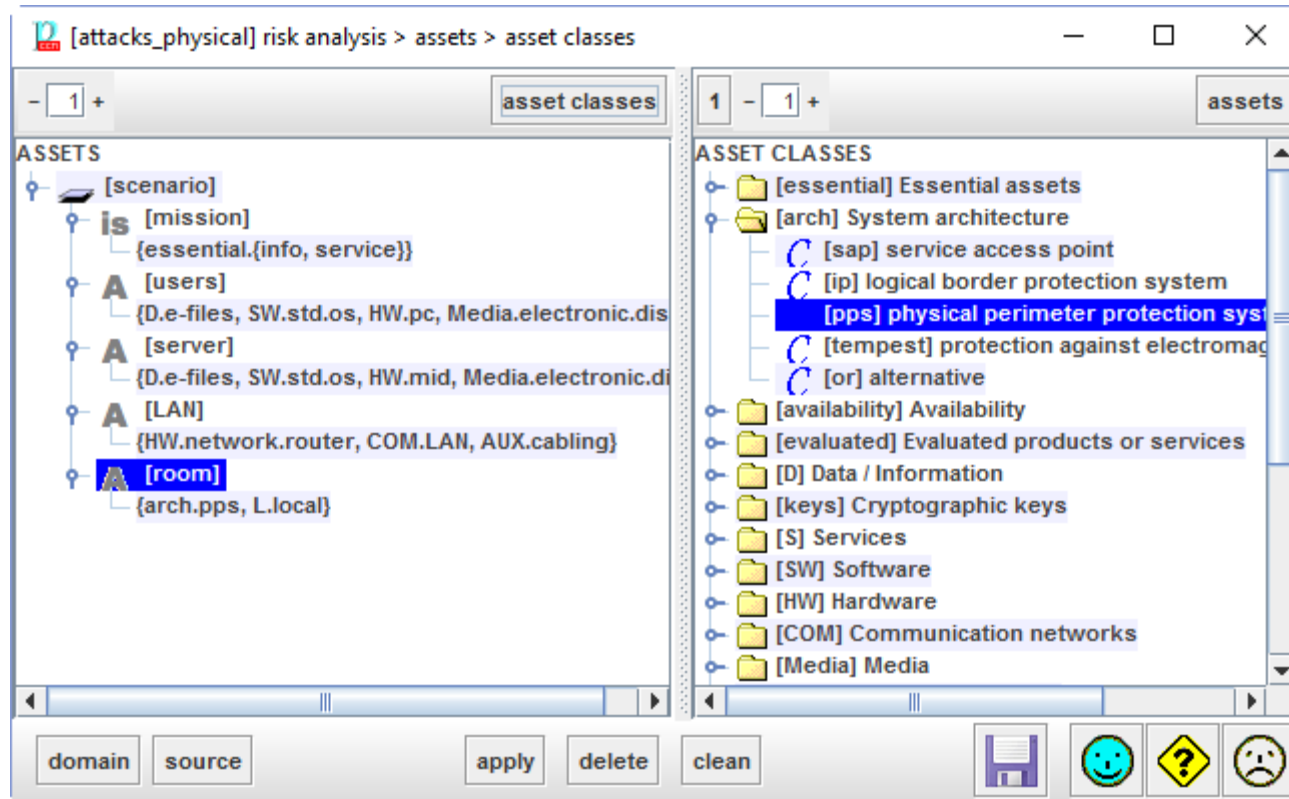 [attacks_physical] risk analysis > assets > asset classes
- 1 + asset classes
1 - 1 + assets
ASSETS
[scenario]
is [mission]
{essential.{info, service}}
A [users]
{D.e-files, SW.std.os, HW.pc, Media.electronic.dis
A [server]
{D.e-files, SW.std.os, HW.mid, Media.electronic.di
A [LAN]
{HW.network.router, COM.LAN, AUX.cabling}
A [room]
{arch.pps, L.local}
ASSET CLASSES
[essential] Essential assets
[arch] System architecture
C [sap] service access point
C [ip] logical border protection system
[pps] physical perimeter protection syst
C [tempest] protection against electromag
C [or] alternative
[availability] Availability
[evaluated] Evaluated products or services
[D] Data / Information
[keys] Cryptographic keys
[S] Services
[SW] Software
[HW] Hardware
[COM] Communication networks
[Media] Media
domain source apply delete clean
?